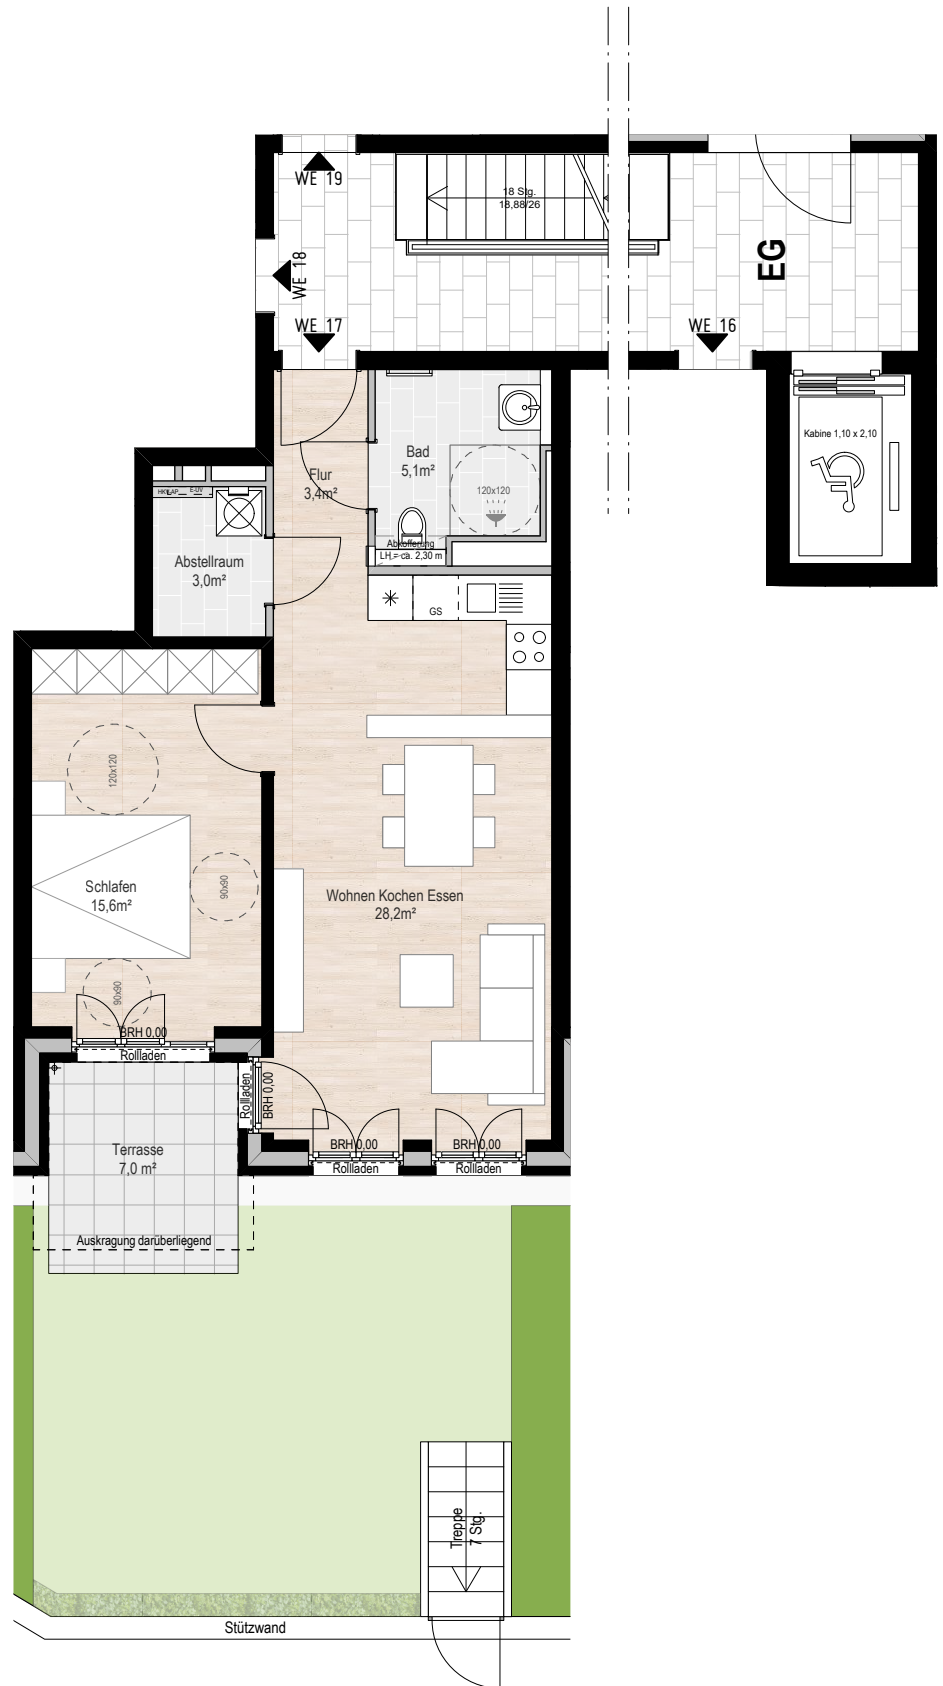 WE 19
18 Stg.
18,88/26
WE 18
EG
WE 17
WE 16
Kabine 1,10 x 2,10
Bad
5,1m²
Flur
3,4m²
120x120
E-UV
Abstellraum
3,0m²
Abkofferung
LH = ca. 2,30 m
GS
120x120
90x90
Schlafen
15,6m²
Wohnen Kochen Essen
28,2m²
90x90
BRH 0,00
Rollladen
Rollladen
BRH 0,00
BRH 0,00
Rollladen
BRH 0,00
Rollladen
Terrasse
7,0 m²
Auskragung darüberliegend
Treppe
7 Stg.
Stützwand